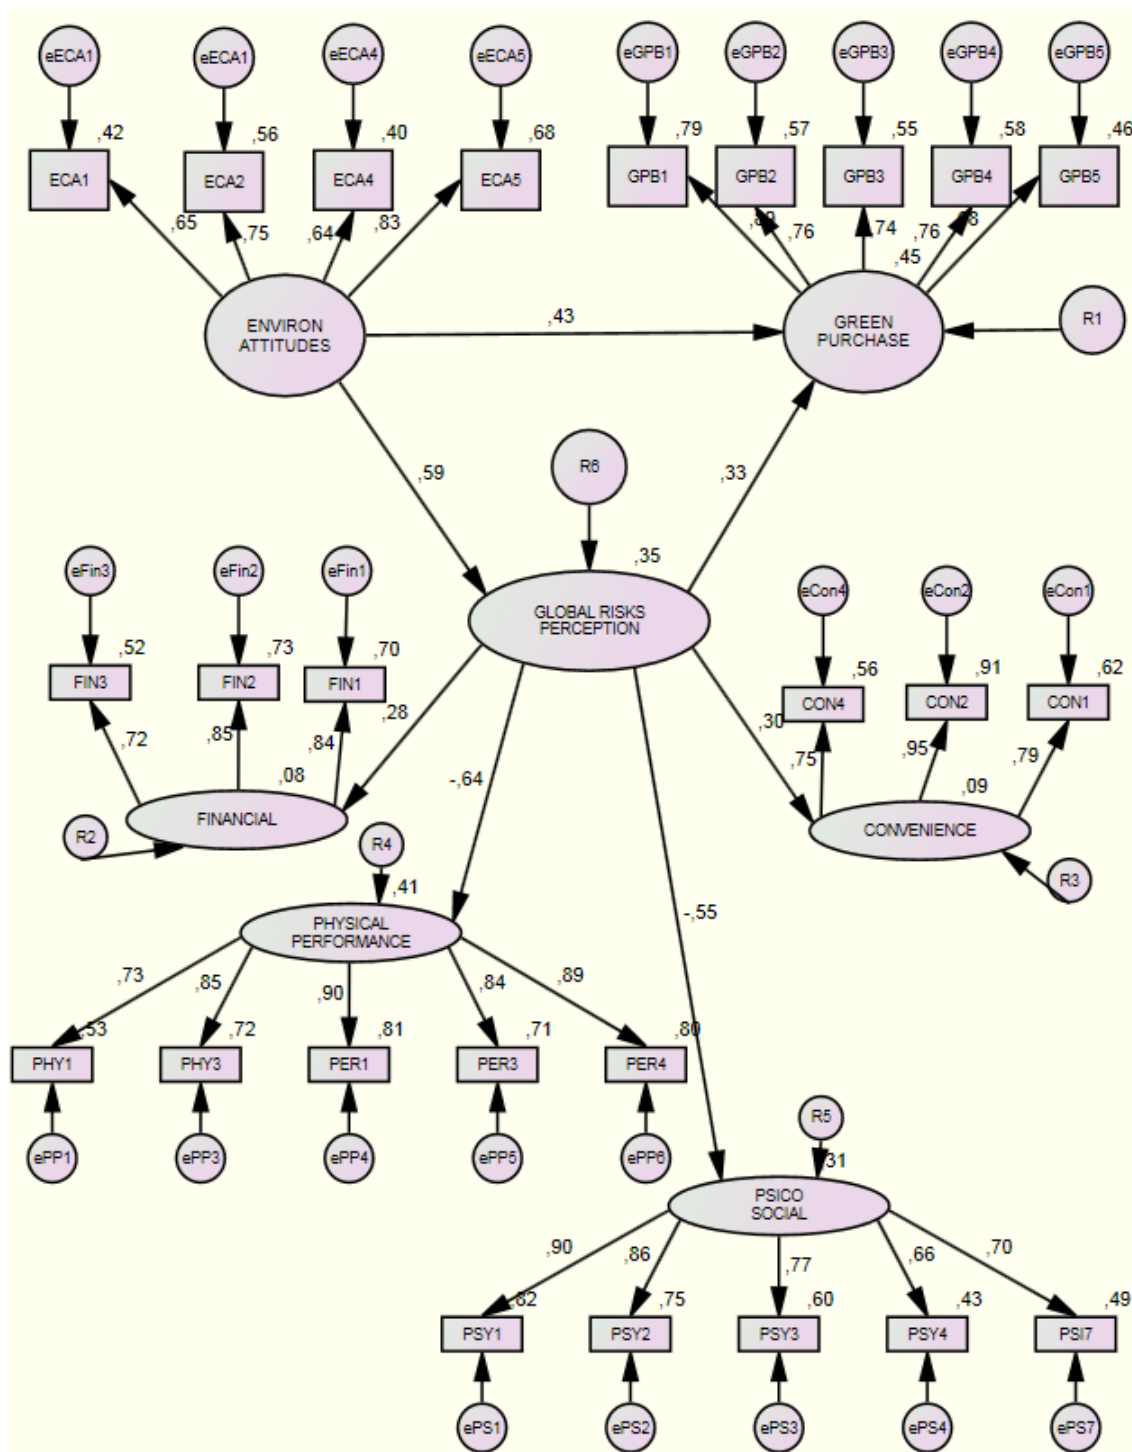 eECA1
eECA1
eECA4
eECA5
eGPB1
eGPB2
eGPB3
eGPB4
eGPB5
,42
,56
,40
,68
,79
,57
,55
,58
,46
ECA1
ECA2
ECA4
ECA5
GPB1
GPB2
GPB3
GPB4
GPB5
,65
,75
,64
,83
,76
,74
,76
,45
ENVIRON
ATTITUDES
,43
GREEN
PURCHASE
R1
,59
R6
,33
,35
GLOBAL RISKS
PERCEPTION
eFin3
eFin2
eFin1
eCon4
eCon2
eCon1
,52
,73
,70
,56
,91
,62
FIN3
FIN2
FIN1
CON4
CON2
CON1
,72
,85
,84
,28
,30
,75
,95
,79
,08
-,64
,09
FINANCIAL
CONVENIENCE
R2
R4
R3
,41
-,55
PHYSICAL
PERFORMANCE
,73
,85
,90
,84
,89
,53
,72
,81
,71
,80
PHY1
PHY3
PER1
PER3
PER4
ePP1
ePP3
ePP4
ePP5
ePP6
R5
,31
PSICO
SOCIAL
,90
,86
,77
,66
,70
,82
,75
,60
,43
,49
PSY1
PSY2
PSY3
PSY4
PSI7
ePS1
ePS2
ePS3
ePS4
ePS7